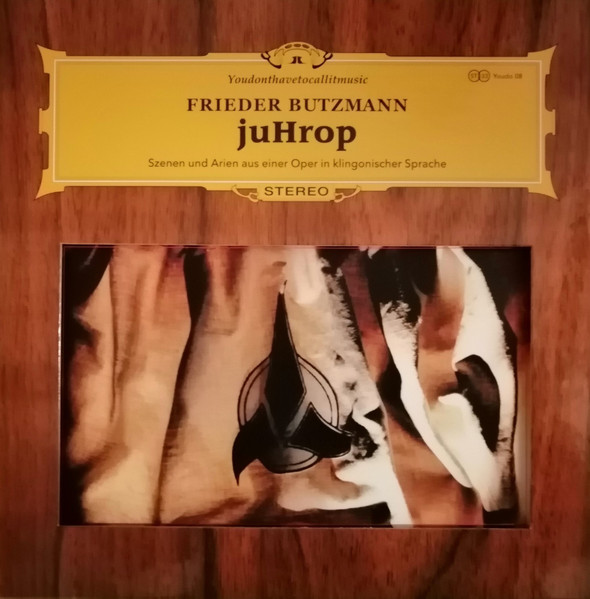 Youdonthavetocallitmusic
FRIEDER BUTZMANN
juHrop
Szenen und Arien aus einer Oper in klingonischer Sprache
STEREO